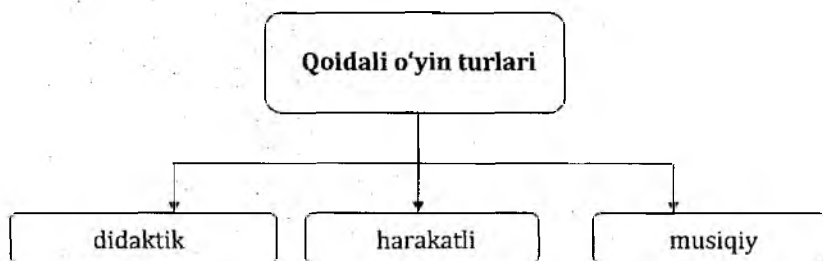 Qoidali o‘yin turlari
didaktik
harakatli
musiqiy